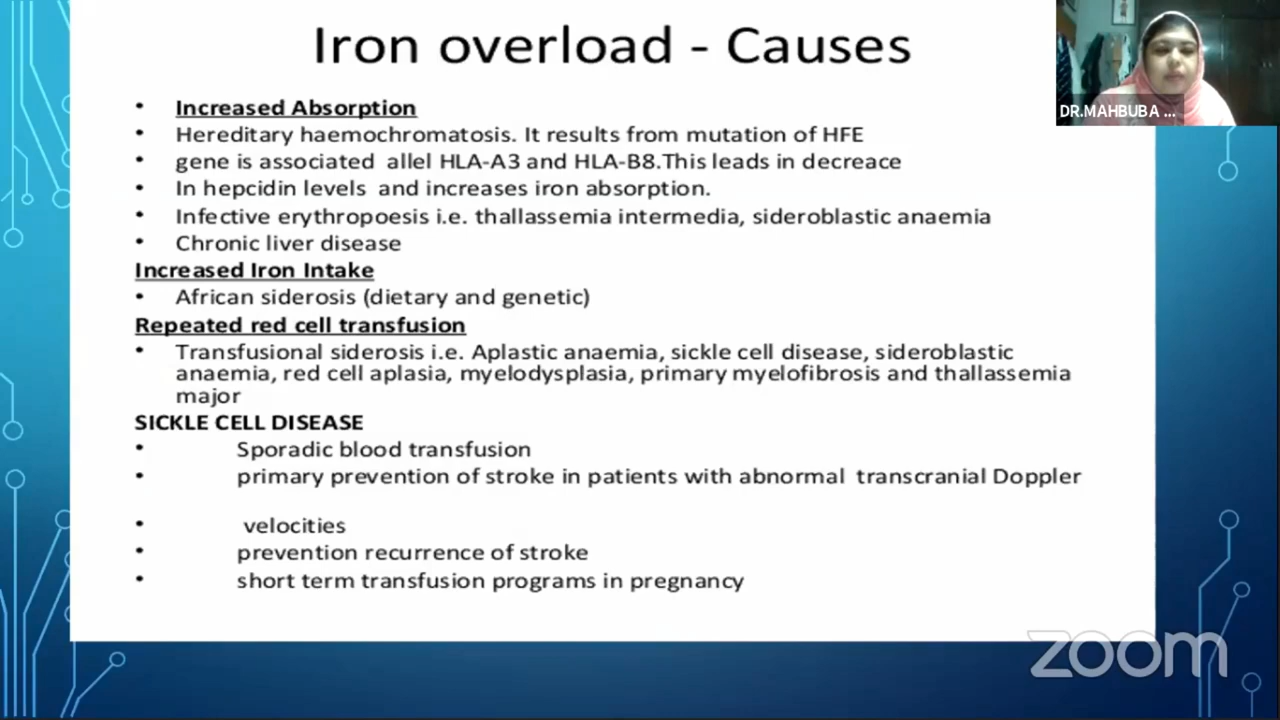 Iron overload - Causes
DR.MAHBUBA ...
• Increased Absorption
• Hereditary haemochromatosis. It results from mutation of HFE
• gene is associated allel HLA-A3 and HLA-B8.This leads in decreace
• In hepcidin levels and increases iron absorption.
• Infective erythropoesis i.e. thallassemia intermedia, sideroblastic anaemia
• Chronic liver disease
Increased Iron Intake
• African siderosis (dietary and genetic)
Repeated red cell transfusion
• Transfusional siderosis i.e. Aplastic anaemia, sickle cell disease, sideroblastic
anaemia, red cell aplasia, myelodysplasia, primary myelofibrosis and thallassemia
major
SICKLE CELL DISEASE
• Sporadic blood transfusion
• primary prevention of stroke in patients with abnormal transcranial Doppler
• velocities
• prevention recurrence of stroke
• short term transfusion programs in pregnancy
zoom